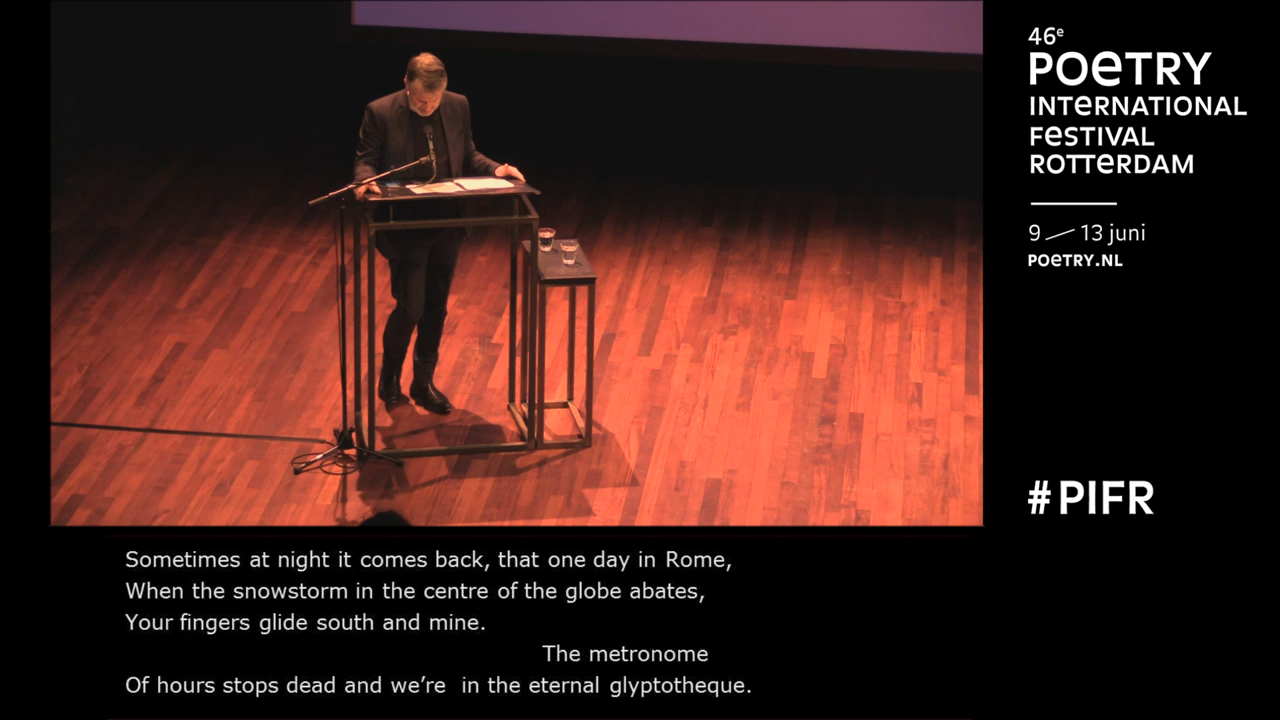 46e
POETRY
INTERNATIONAL
FESTIVAL
ROTTERDAM
9 — 13 juni
POETRY.NL
#PIFR
Sometimes at night it comes back, that one day in Rome,
When the snowstorm in the centre of the globe abates,
Your fingers glide south and mine.
The metronome
Of hours stops dead and we’re in the eternal glyptotheque.